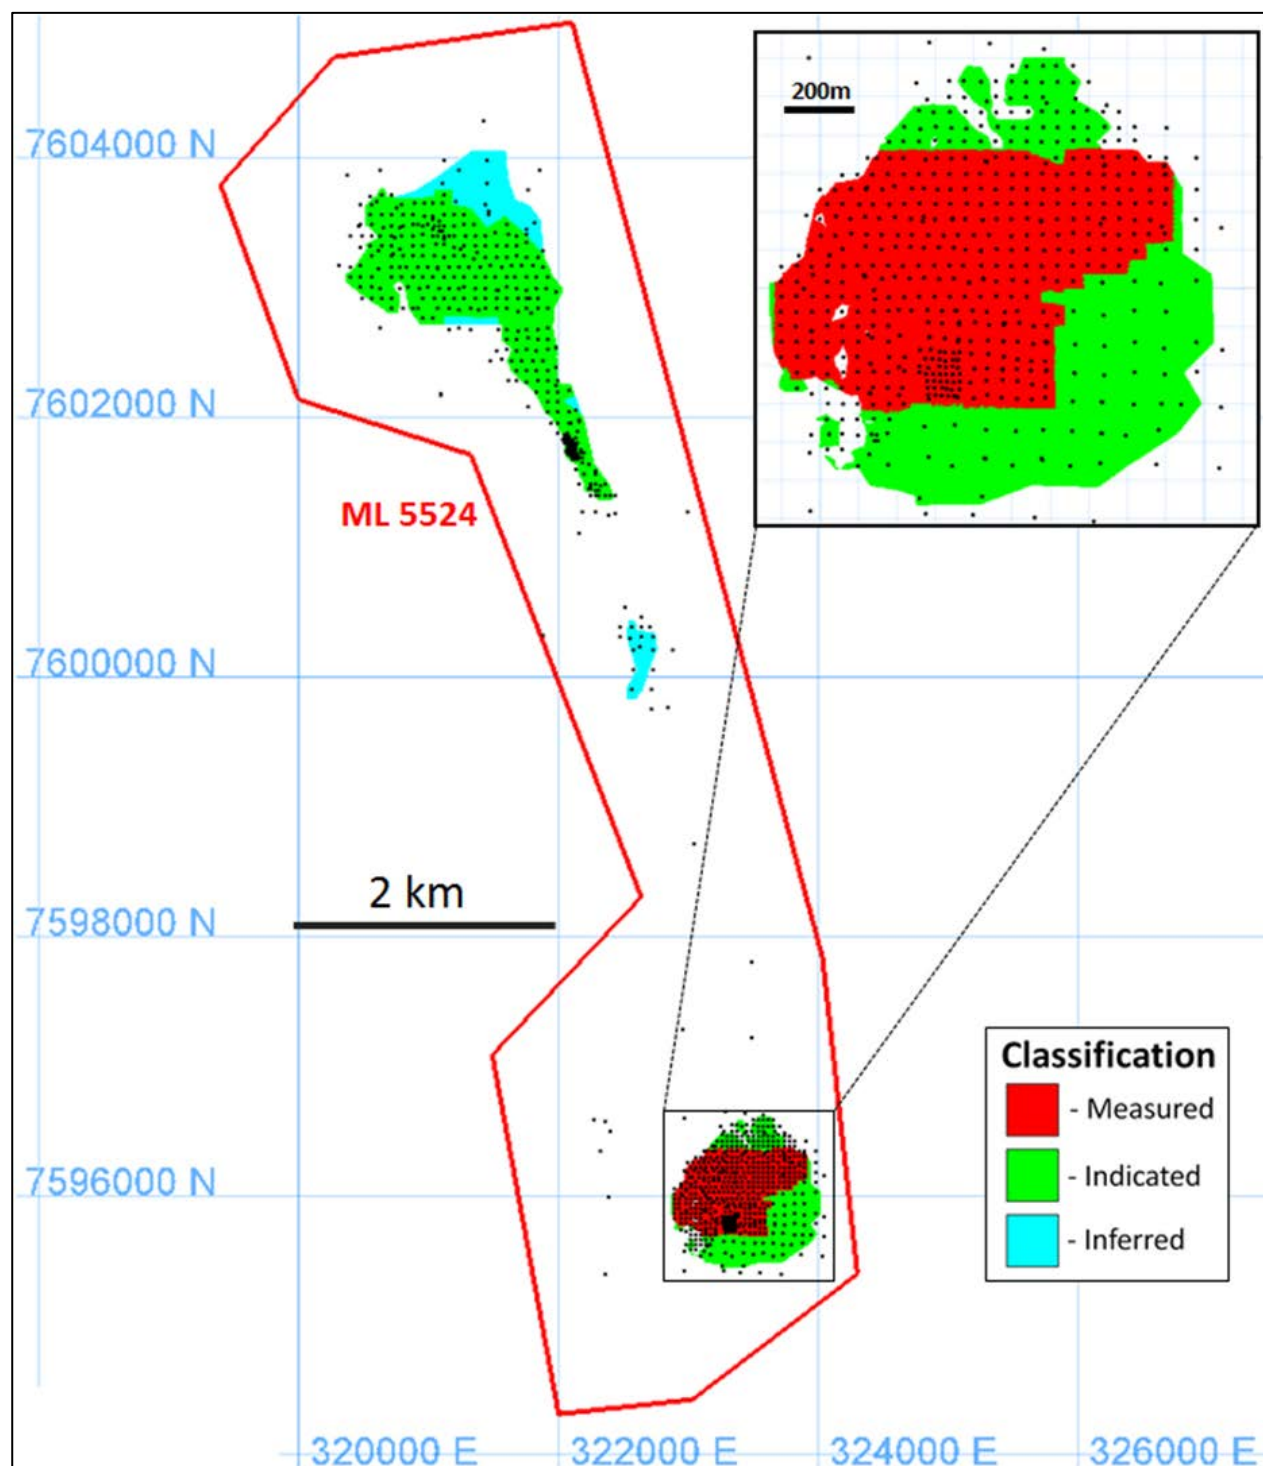 200m
7604000 N
7602000 N
ML 5524
7600000 N
2 km
7598000 N
Classification
- Measured
- Indicated
- Inferred
7596000 N
320000 E
322000 E
324000 E
326000 E